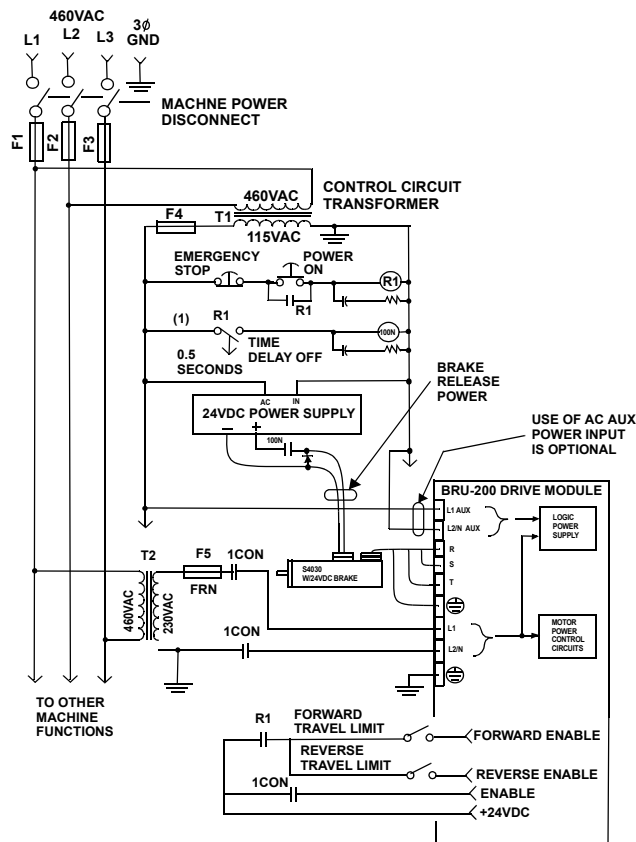 460VAC
L1 L2 L3 3Ø
GND
MACHNE POWER
DISCONNECT
F1
F2
F3
460VAC
CONTROL CIRCUIT
TRANSFORMER
F4
T1
115VAC
EMERGENCY
STOP
POWER
ON
R1
R1
(1)
R1
TIME
DELAY OFF
0.5
SECONDS
100N
BRAKE
RELEASE
POWER
AC IN
24VDC POWER SUPPLY
– +
100N
USE OF AC AUX
POWER INPUT
IS OPTIONAL
BRU-200 DRIVE MODULE
L1 AUX
L2/N AUX
LOGIC
POWER
SUPPLY
R
S
T
T2
F5
FRN
1CON
460VAC
230VAC
S4030
W/24VDC BRAKE
1CON
L1
L2/N
MOTOR
POWER
CONTROL
CIRCUITS
TO OTHER
MACHINE
FUNCTIONS
R1
FORWARD
TRAVEL LIMIT
FORWARD ENABLE
REVERSE
TRAVEL LIMIT
REVERSE ENABLE
1CON
ENABLE
+24VDC